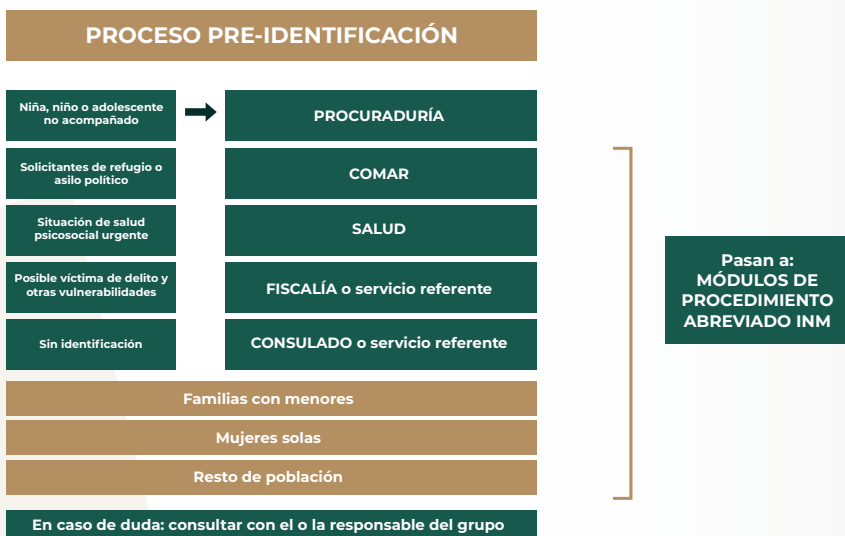 PROCESO PRE-IDENTIFICACIÓN
Niña, niño o adolescente
no acompañado
PROCURADURÍA
Solicitantes de refugio o
asilo político
COMAR
Situación de salud
psicosocial urgente
SALUD
Posible víctima de delito y
otras vulnerabilidades
FISCALÍA o servicio referente
Sin identificación
CONSULADO o servicio referente
Familias con menores
Mujeres solas
Resto de población
En caso de duda: consultar con el o la responsable del grupo
Pasan a:
MÓDULOS DE
PROCEDIMIENTO
ABREVIADO INM